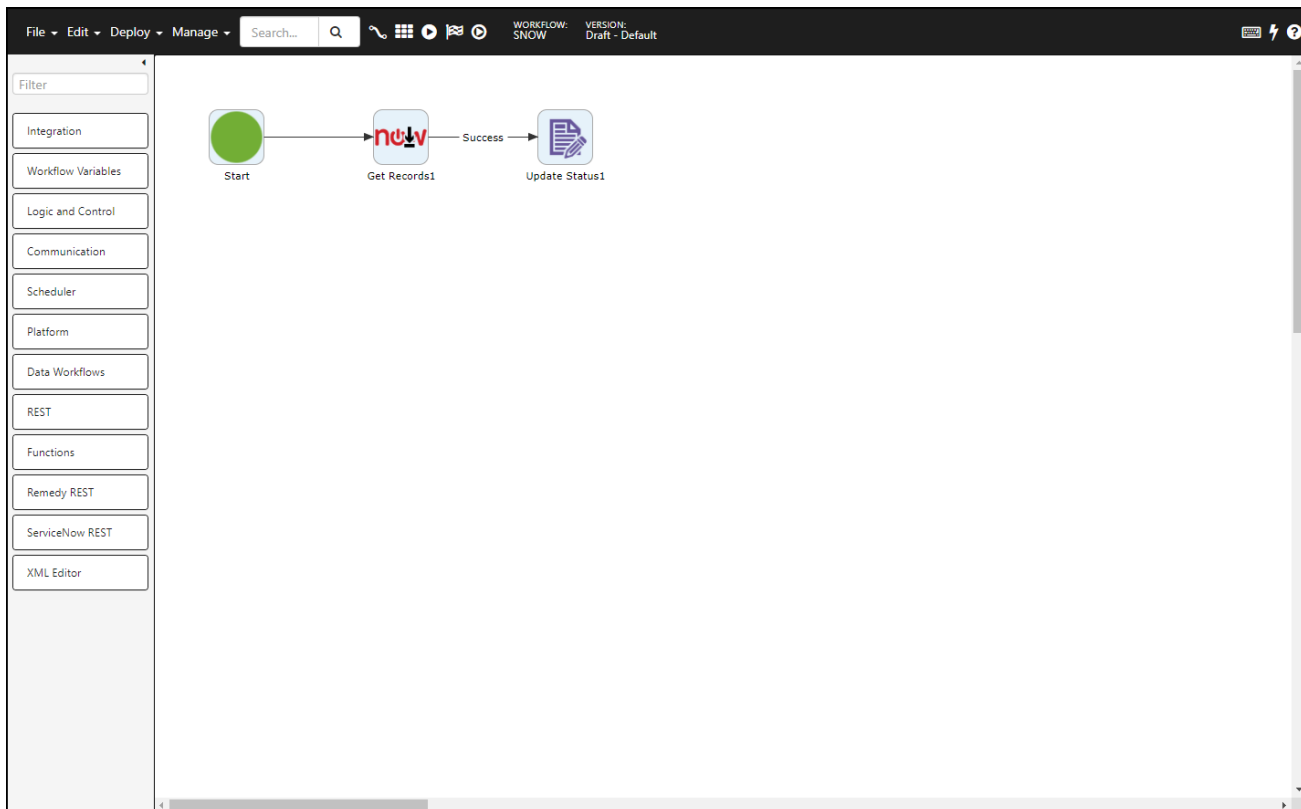 File Edit Deploy Manage Search... WORKFLOW: VERSION:
SNOW Draft - Default
Filter
Integration
Workflow Variables
Logic and Control
Communication
Scheduler
Platform
Data Workflows
REST
Functions
Remedy REST
ServiceNow REST
XML Editor
Success
Start Get Records1 Update Status1